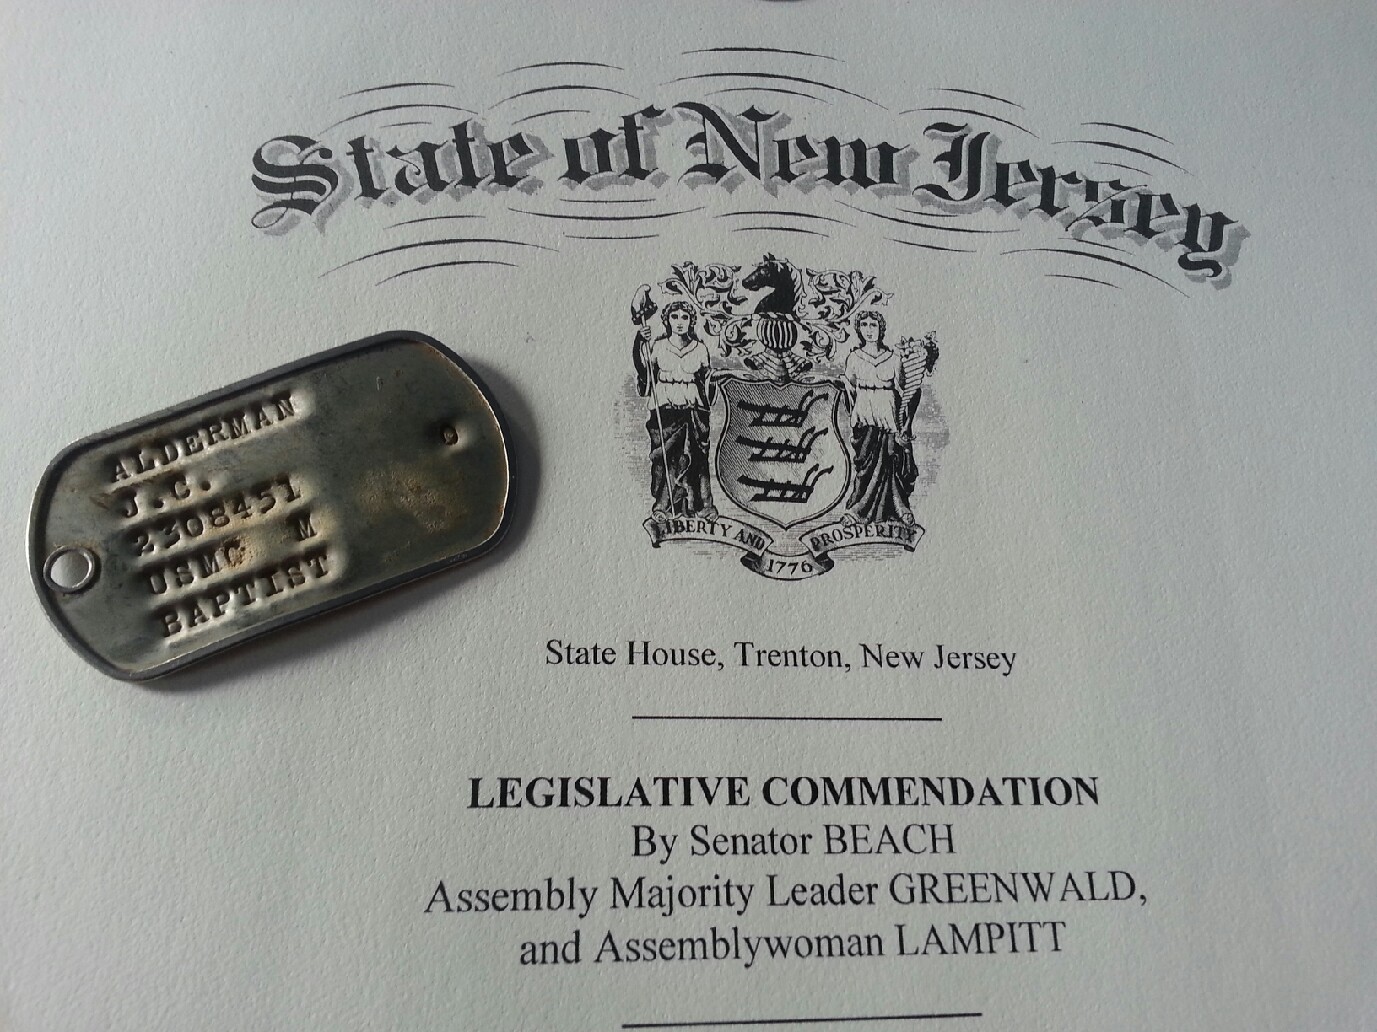 State of New Jersey
LIBERTY AND PROSPERITY
1776
State House, Trenton, New Jersey
LEGISLATIVE COMMENDATION
By Senator BEACH
Assembly Majority Leader GREENWALD,
and Assemblywoman LAMPITT
ALDERMAN
J.C. O
2308451
USMC M
BAPTIST